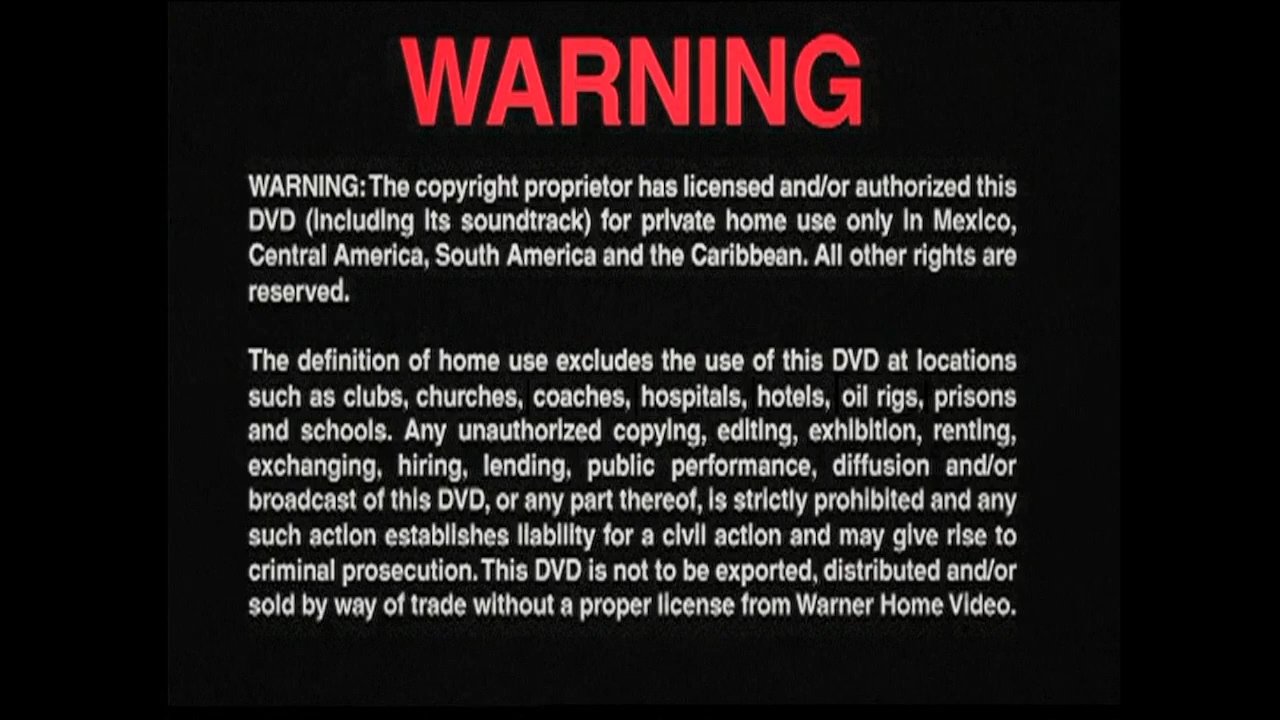 WARNING
WARNING: The copyright proprietor has licensed and/or authorized this
DVD (including its soundtrack) for private home use only in Mexico,
Central America, South America and the Caribbean. All other rights are
reserved.
The definition of home use excludes the use of this DVD at locations
such as clubs, churches, coaches, hospitals, hotels, oil rigs, prisons
and schools. Any unauthorized copying, editing, exhibition, renting,
exchanging, hiring, lending, public performance, diffusion and/or
broadcast of this DVD, or any part thereof, is strictly prohibited and any
such action establishes liability for a civil action and may give rise to
criminal prosecution. This DVD is not to be exported, distributed and/or
sold by way of trade without a proper license from Warner Home Video.